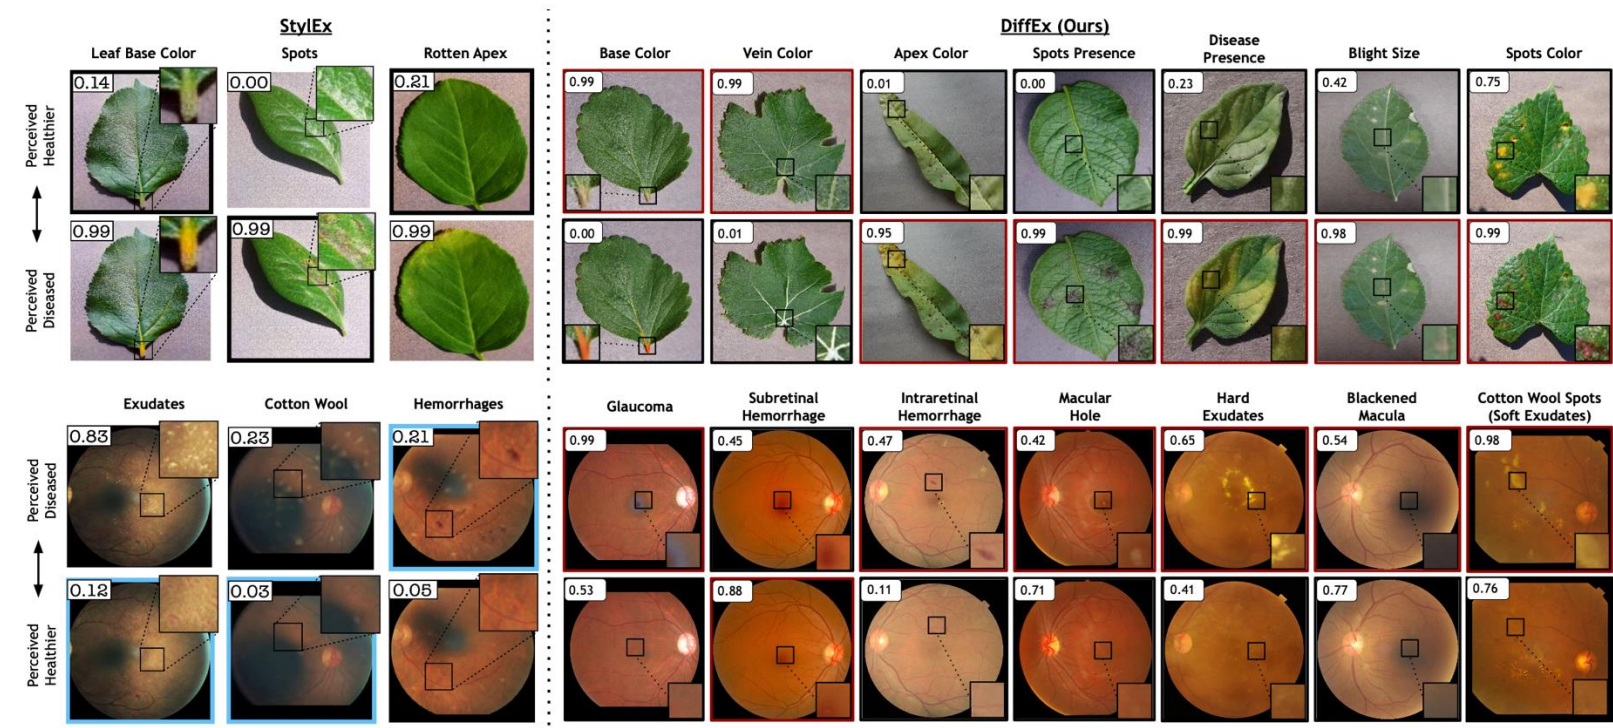 StylEx
DiffEx (Ours)
Leaf Base Color
Spots
Rotten Apex
Base Color
Vein Color
Apex Color
Spots Presence
Disease
Presence
Blight Size
Spots Color
Perceived
Healthier
0.14
0.00
0.21
0.99
0.99
0.01
0.00
0.23
0.42
0.75
Perceived
Diseased
0.99
0.99
0.99
0.00
0.01
0.95
0.99
0.99
0.98
0.99
Exudates
Cotton Wool
Hemorrhages
Glaucoma
Subretinal
Hemorrhage
Intraretinal
Hemorrhage
Macular
Hole
Hard
Exudates
Blackened
Macula
Cotton Wool Spots
(Soft Exudates)
Perceived
Diseased
0.83
0.23
0.21
0.99
0.45
0.47
0.42
0.65
0.54
0.98
Perceived
Healthier
0.12
0.03
0.05
0.53
0.88
0.11
0.71
0.41
0.77
0.76